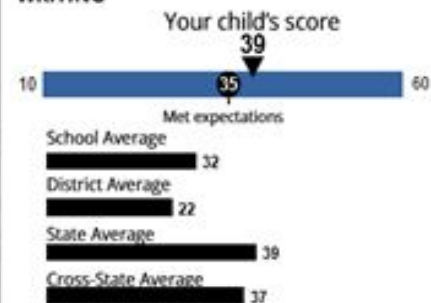 WRITING
Your child's score
39
10 35 60
Met expectations
School Average
32
District Average
22
State Average
39
Cross-State Average
37